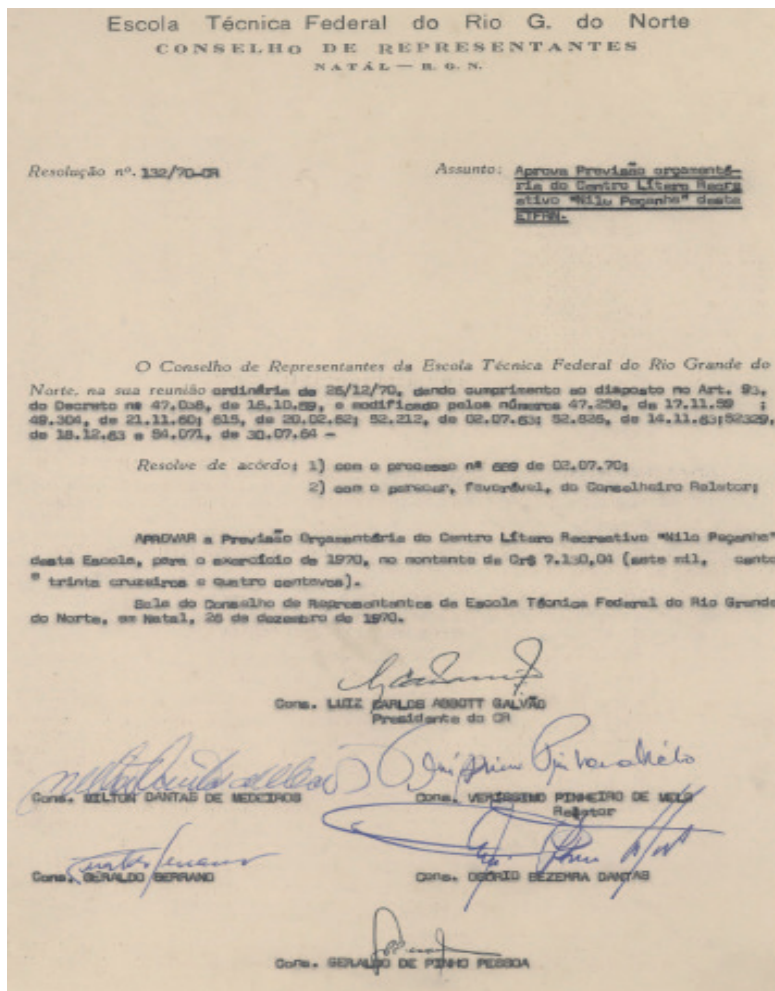 Escola Técnica Federal do Rio G. do Norte
CONSELHO DE REPRESENTANTES
NATÁL — R. G. N.
Resolução nº. 132/70-CR
Assunto: Aprova Previsão orçamentá-
ria do Centro Lítero Recre
ativo "Nilo Peçanha" desta
ETFRN.
O Conselho de Representantes da Escola Técnica Federal do Rio Grande do
Norte, na sua reunião ordinária de 26/12/70, dando cumprimento ao disposto no Art. 93,
do Decreto nº 47.038, de 16.10.59, e modificado pelos números 47.258, de 17.11.59 ;
49.304, de 21.11.60; 615, de 20.02.62; 52.212, de 02.07.63; 52.826, de 14.11.63;52329,
de 18.12.63 e 54.071, de 30.07.64 —
Resolve de acôrdo: 1) com o processo nº 689 de 02.07.70;
2) com o parecer, favorável, do Conselheiro Relator;
APROVAR a Previsão Orçamentária do Centro Lítero Recreativo "Nilo Peçanha"
desta Escola, para o exercício de 1970, no montante de Cr$ 7.130,04 (sete mil, cento
" trinta cruzeiros e quatro centavos).
Sala do Conselho de Representantes da Escola Técnica Federal do Rio Grande
do Norte, em Natal, 26 de dezembro de 1970.
Cons. LUIZ CARLOS ABBOTT GALVÃO
Presidente do CR
Cons. MILTON DANTAS DE MEDEIROS
Cons. VERÍSSIMO PINHEIRO DE MELO
Relator
Cons. GERALDO SERRANO
Cons. OSÓRIO BEZERRA DANTAS
Cons. GERALDO DE PINHO PESSOA